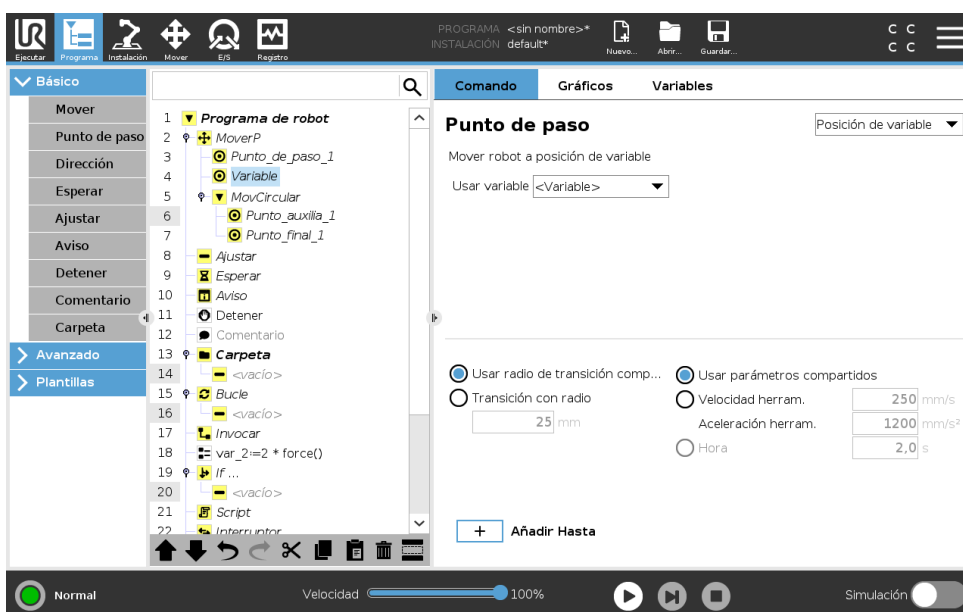 PROGRAMA <sin nombre>*
INSTALACIÓN default*
Ejecutar Programa Instalación Mover E/S Registro Nuevo... Abrir... Guardar...
C C
C C
Básico
Mover
Punto de paso
Dirección
Esperar
Ajustar
Aviso
Detener
Comentario
Carpeta
Avanzado
Plantillas
1 Programa de robot
2 MoverP
3 Punto_de_paso_1
4 Variable
5 MovCircular
6 Punto_auxilia_1
7 Punto_final_1
8 Ajustar
9 Esperar
10 Aviso
11 Detener
12 Comentario
13 Carpeta
14 <vacío>
15 Bucle
16 <vacío>
17 Invocar
18 var_2:=2 * force()
19 If ...
20 <vacío>
21 Script
22 Interruptor
Comando Gráficos Variables
Punto de paso Posición de variable
Mover robot a posición de variable
Usar variable <Variable>
Usar radio de transición comp...
Transición con radio
25 mm
Usar parámetros compartidos
Velocidad herram. 250 mm/s
Aceleración herram. 1200 mm/s²
Hora 2,0 s
+ Añadir Hasta
Normal Velocidad 100% Simulación